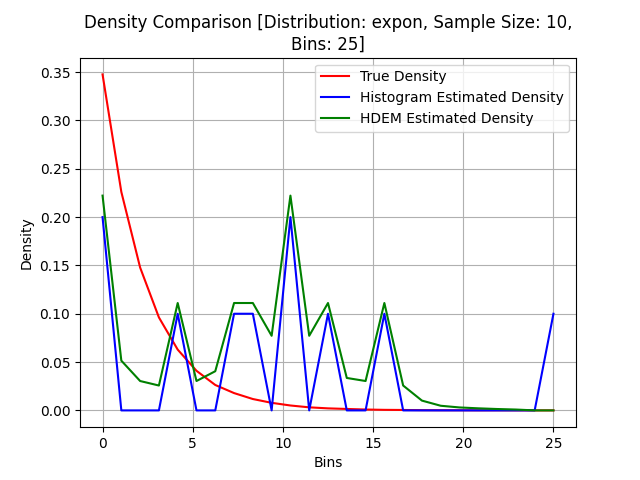 Density Comparison [Distribution: expon, Sample Size: 10,
Bins: 25]
True Density
Histogram Estimated Density
HDEM Estimated Density
Density
0.35
0.30
0.25
0.20
0.15
0.10
0.05
0.00
0 5 10 15 20 25
Bins